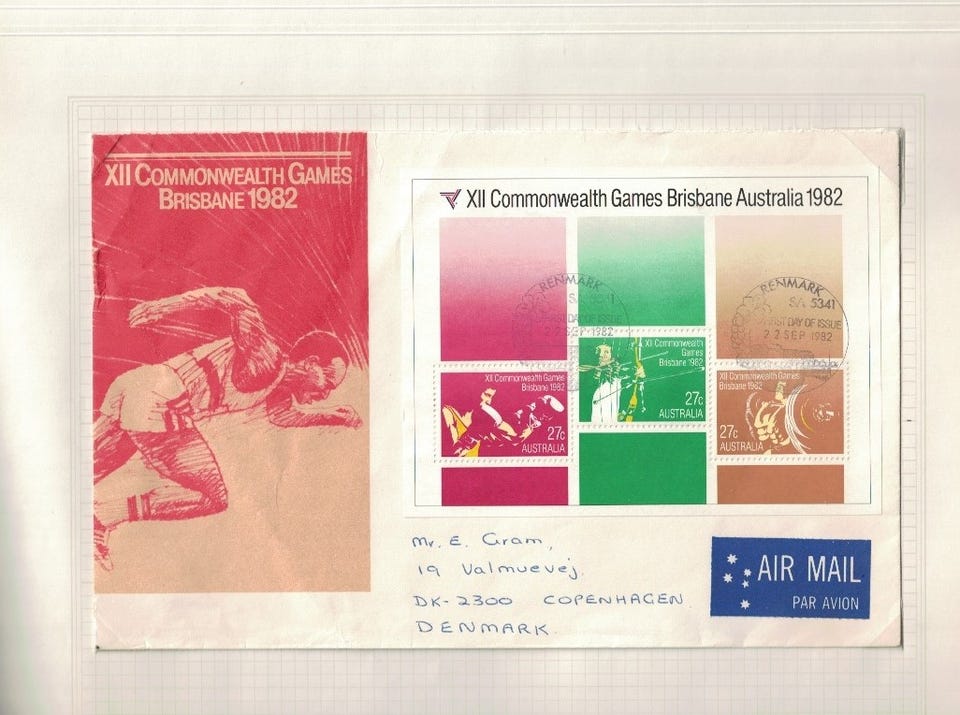 XII COMMONWEALTH GAMES
BRISBANE 1982
XII Commonwealth Games Brisbane Australia 1982
RENMARK
S.A. 5341
FIRST DAY OF ISSUE
22 SEP 1982
RENMARK
S.A. 5341
FIRST DAY OF ISSUE
22 SEP 1982
XII Commonwealth Games
Brisbane 1982
27c
AUSTRALIA
XII Commonwealth
Games
Brisbane 1982
27c
AUSTRALIA
XII Commonwealth Games
Brisbane 1982
27c
AUSTRALIA
Mr. E. Gram,
19 Valmuevej.
DK-2300 COPENHAGEN
DENMARK.
AIR MAIL
PAR AVION